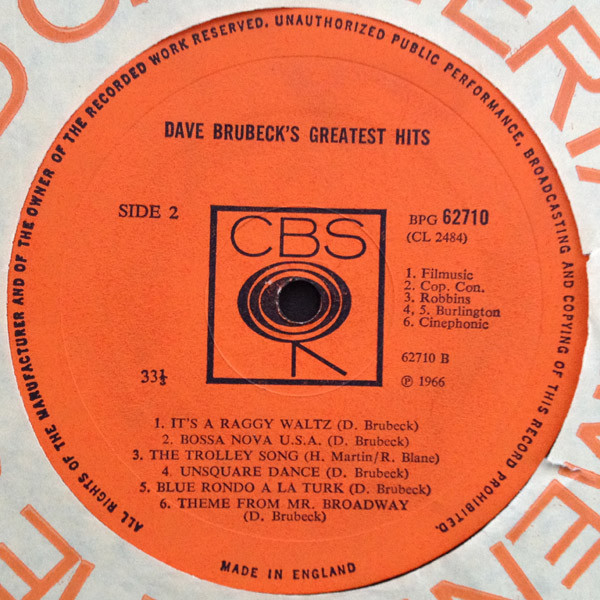 ALL RIGHTS OF THE MANUFACTURER AND OF THE OWNER OF THE RECORDED WORK RESERVED. UNAUTHORIZED PUBLIC PERFORMANCE, BROADCASTING AND COPYING OF THIS RECORD PROHIBITED.
DAVE BRUBECK'S GREATEST HITS
SIDE 2
BPG 62710
(CL 2484)
CBS
1. Filmusic
2. Cop. Con.
3. Robbins
4, 5. Burlington
6. Cinephonic
62710 B
33⅓
℗ 1966
1. IT'S A RAGGY WALTZ (D. Brubeck)
2. BOSSA NOVA U.S.A. (D. Brubeck)
3. THE TROLLEY SONG (H. Martin/R. Blane)
4. UNSQUARE DANCE (D. Brubeck)
5. BLUE RONDO A LA TURK (D. Brubeck)
6. THEME FROM MR. BROADWAY
(D. Brubeck)
MADE IN ENGLAND